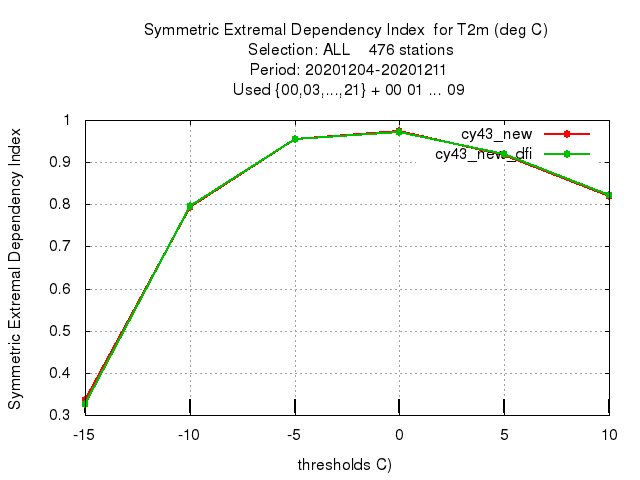 Symmetric Extremal Dependency Index  for T2m (deg C)
Selection: ALL    476 stations
Period: 20201204-20201211
Used {00,03,...,21} + 00 01 ... 09
Symmetric Extremal Dependency Index
1
0.9
0.8
0.7
0.6
0.5
0.4
0.3
cy43_new
cy43_new_dfi
-15 -10 -5 0 5 10
thresholds C)